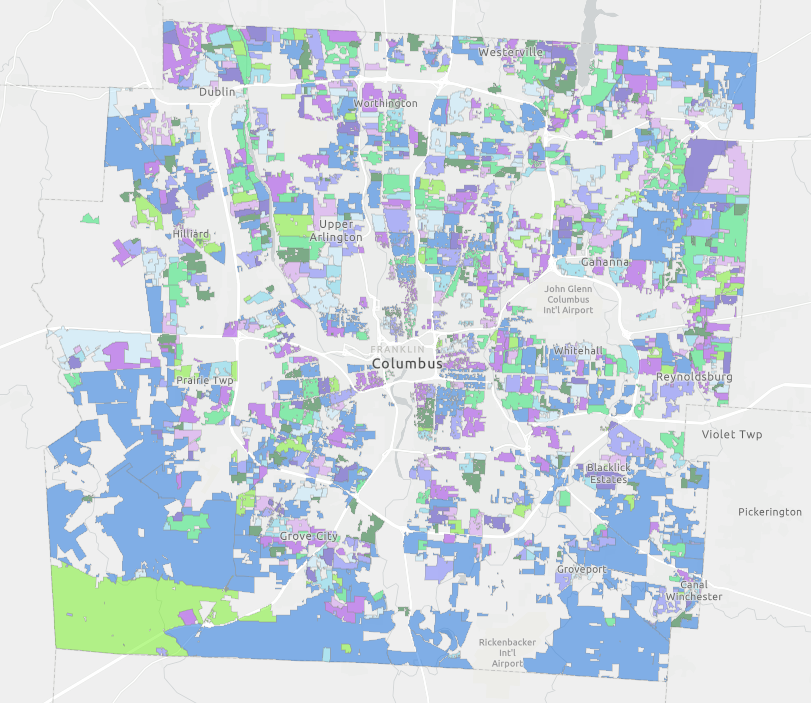 Westerville
Dublin
Worthington
Hilliard
Upper
Arlington
Gahanna
John Glenn
Columbus
Int'l Airport
FRANKLIN
Columbus
Whitehall
Prairie Twp
Reynoldsburg
Violet Twp
Blacklick
Estates
Pickerington
Grove City
Groveport
Canal
Winchester
Rickenbacker
Int'l
Airport